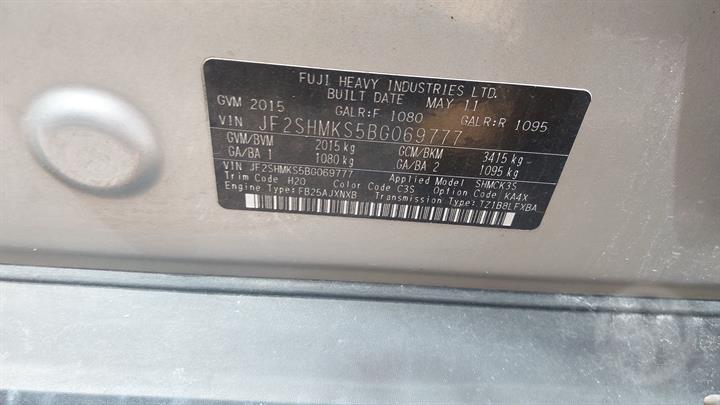 FUJI HEAVY INDUSTRIES LTD.
BUILT DATE MAY 11
GVM 2015 GALR:F 1080 GALR:R 1095
VIN JF2SHMKS5BG069777
GVM/BVM 2015 kg GCM/BKM 3415 kg
GA/BA 1 1080 kg GA/BA 2 1095 kg
VIN JF2SHMKS5BG069777 Applied Model SHMCK3S
Trim Code H20 Color Code C3S Option Code KA4X
Engine Type: FB25AJXNXB Transmission Type: TZ1B8LFXBA